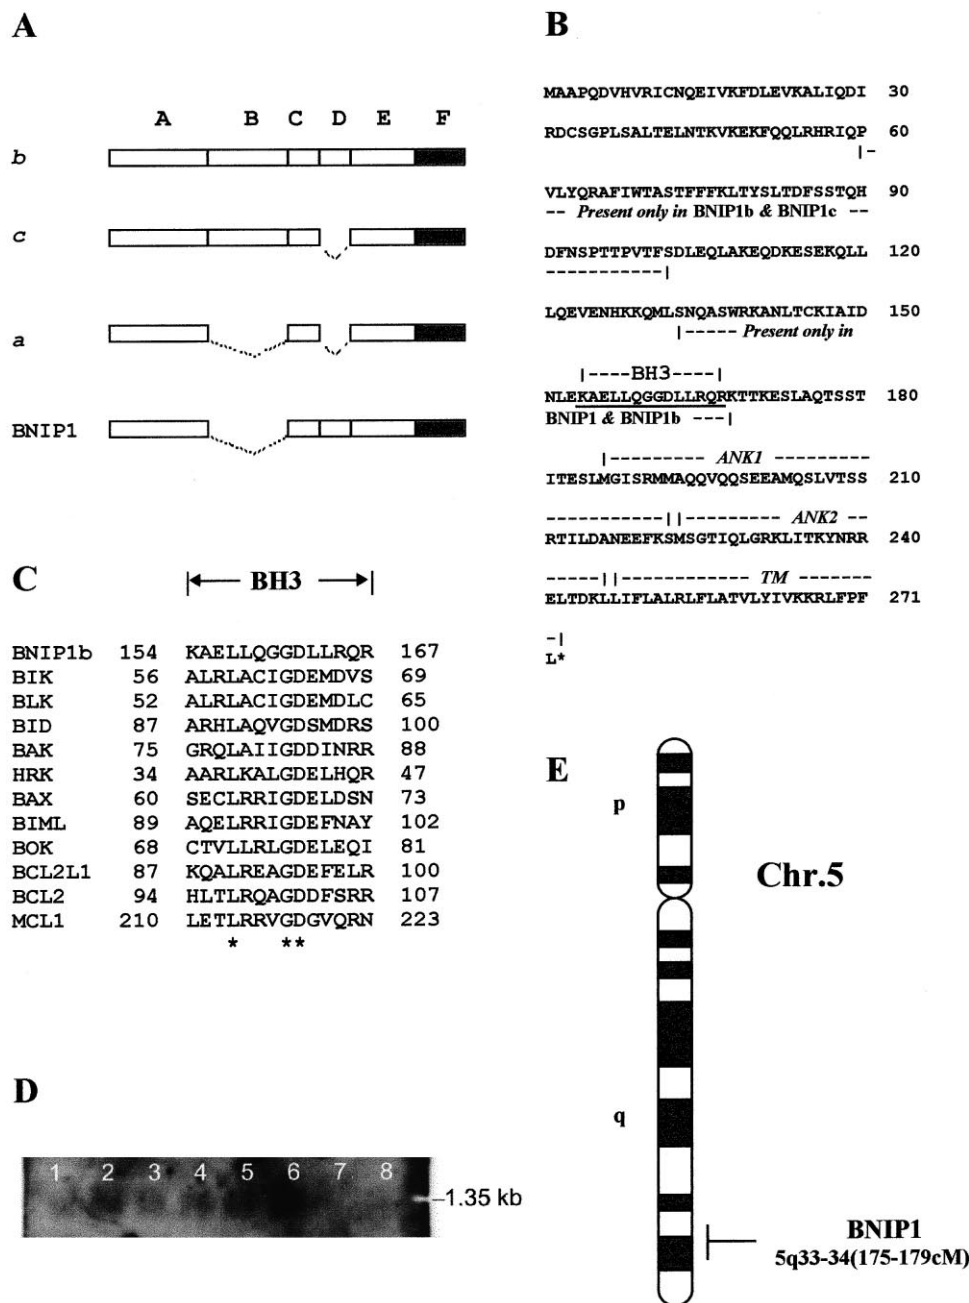 A
A B C D E F
b
c
a
BNIP1
B
MAAPQDVHVRICNQEIVKFDLEVKALIQDI 30
RDCSGPLSALTELNTKVKEKFQQLRHRIQP 60
|-
VLYQRAFIWTASTFFFKLTYSLTDFSSTQH 90
-- Present only in BNIP1b & BNIP1c --
DFNSPTTPVTFSDLEQLAKEQDKESEKQLL 120
-----------|
LQEVENHKKQMLSNQASWRKANLTCKIAID 150
|----- Present only in
|----BH3----|
NLEKAELLQGGDLLRQRKTTKESLAQTSST 180
BNIP1 & BNIP1b ---|
|--------- ANK1 ---------
ITESLMGISRMMAQQVQQSEEAMQSLVTSS 210
-----------||--------- ANK2 --
RTILDANEEFKSMSGTIQLGRKLITKYNRR 240
-----||------------ TM -------
ELTDKLLIFLALRLFLATVLYIVKKRLFPF 271
-|
L*
C
BH3
BNIP1b 154 KAELLQGGDLLRQR 167
BIK 56 ALRLACIGDEMDVS 69
BLK 52 ALRLACIGDEMDLC 65
BID 87 ARHLAQVGDSMDRS 100
BAK 75 GRQLAIIGDDINRR 88
HRK 34 AARLKALGDELHQR 47
BAX 60 SECLRRIGDELDSN 73
BIML 89 AQELRRIGDEFNAY 102
BOK 68 CTVLLRLGDELEQI 81
BCL2L1 87 KQALREAGDEFELR 100
BCL2 94 HLTLRQAGDDFSRR 107
MCL1 210 LETLRRVGDGVQRN 223
* **
D
1 2 3 4 5 6 7 8
1.35 kb
E
p
Chr.5
q
BNIP1
5q33-34(175-179cM)